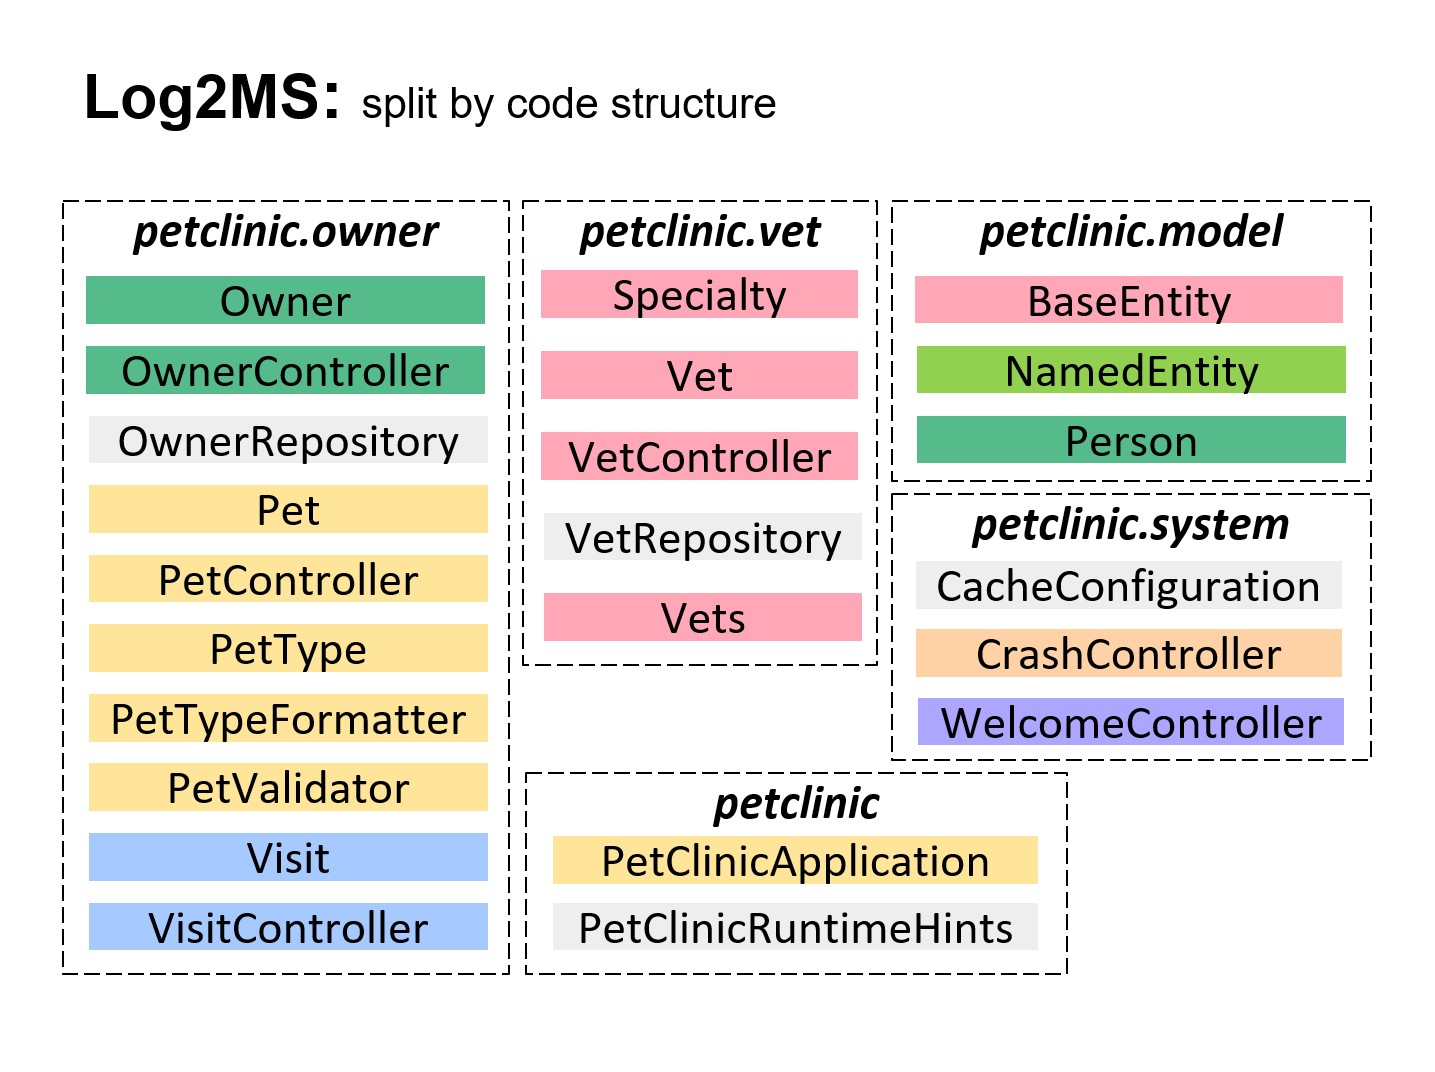 Log2MS: split by code structure
petclinic.owner
Owner
OwnerController
OwnerRepository
Pet
PetController
PetType
PetTypeFormatter
PetValidator
Visit
VisitController
petclinic.vet
Specialty
Vet
VetController
VetRepository
Vets
petclinic.model
BaseEntity
NamedEntity
Person
petclinic.system
CacheConfiguration
CrashController
WelcomeController
petclinic
PetClinicApplication
PetClinicRuntimeHints